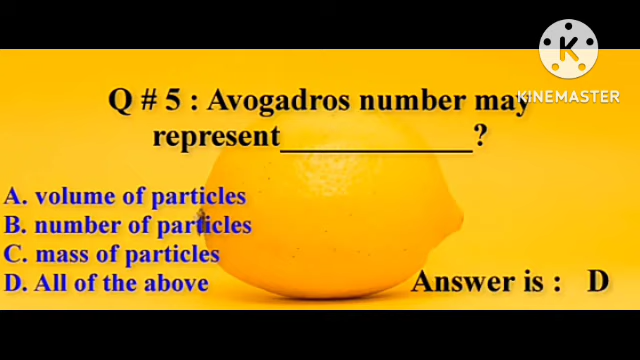 KINEMASTER
Q # 5 : Avogadros number may
represent____________?
A. volume of particles
B. number of particles
C. mass of particles
D. All of the above
Answer is : D